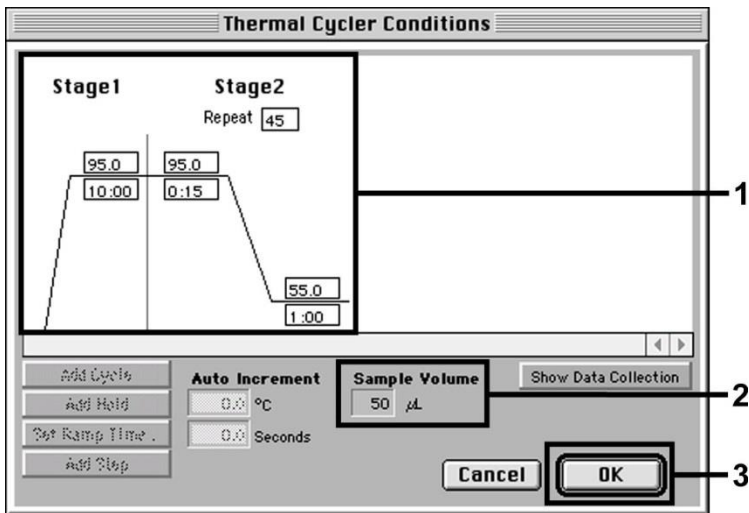 Thermal Cycler Conditions
Stage1 Stage2
Repeat 45
95.0 95.0
10:00 0:15
55.0
1:00
1
Add Cycle
Add Hold
Set Ramp Time...
Add Step
Auto Increment
0.0 °C
0.0 Seconds
Sample Volume
50 µL
Show Data Collection
2
Cancel OK
3